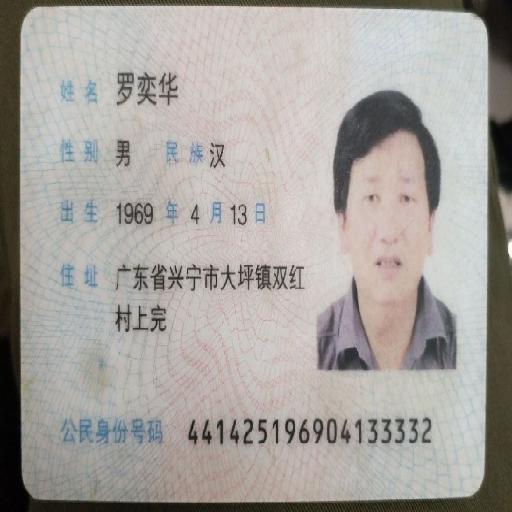 姓名 罗奕华
性别 男 民族 汉
出生 1969 年 4 月 13 日
住址 广东省兴宁市大坪镇双红
村上完
公民身份号码 441425196904133332